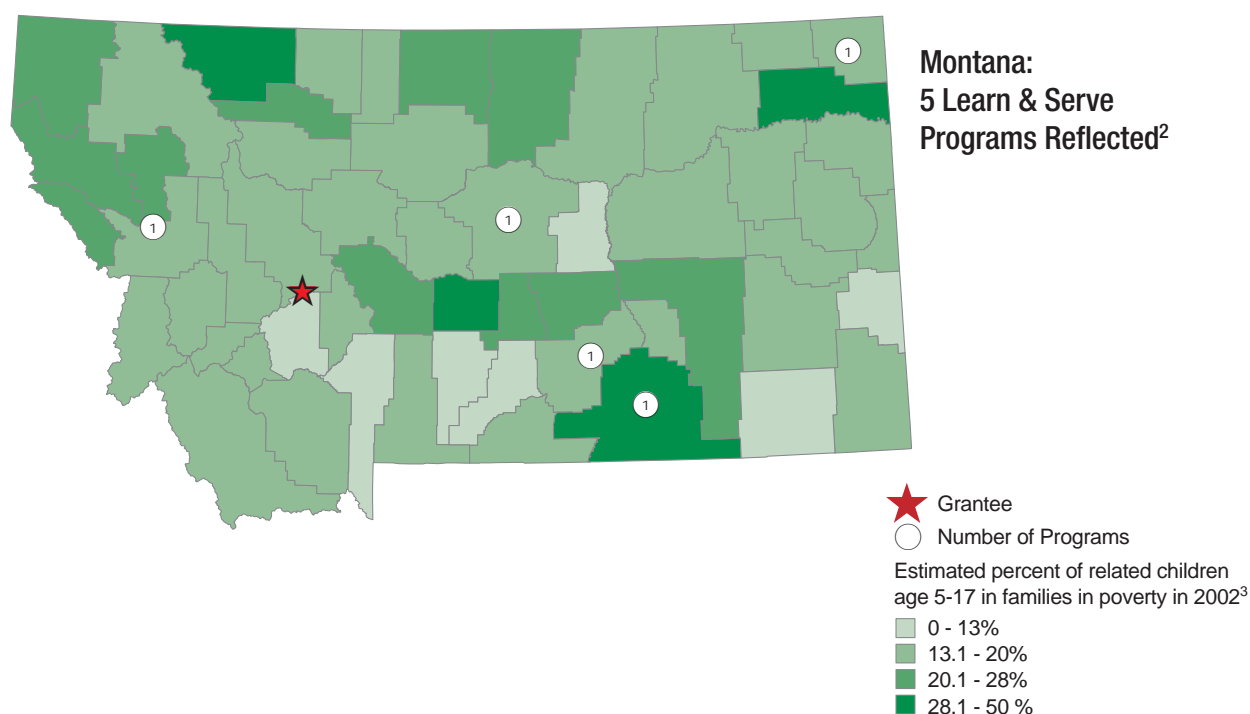 1
Montana:
5 Learn & Serve
Programs Reflected2
1
1
1
1
Grantee
Number of Programs
Estimated percent of related children
age 5-17 in families in poverty in 20023
0 - 13%
13.1 - 20%
20.1 - 28%
28.1 - 50 %